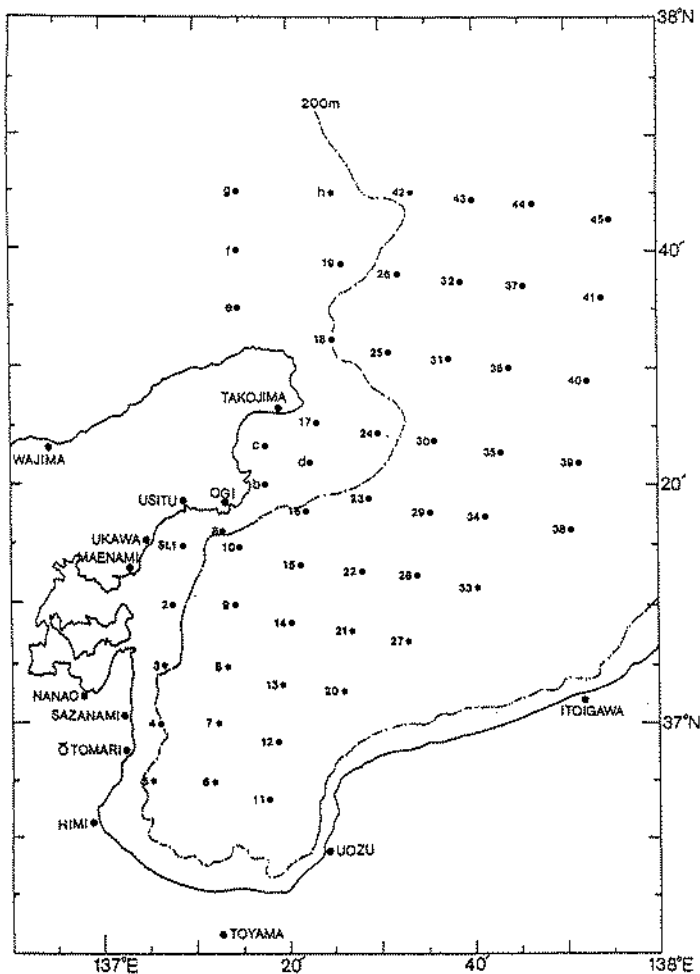 38°N
200m
g
h
42
43
44
45
f
40′
19
26
32
37
41
e
18
25
31
36
40
TAKOJIMA
17
24
WAJIMA
c
30
35
d
39
20′
b
USITU
OGI
23
16
29
34
38
UKAWA
a
St.1
10
MAENAMI
15
22
28
33
2
9
14
21
27
3
8
13
20
NANAO
ITOIGAWA
SAZANAMI
4
7
37°N
ŌTOMARI
12
5
6
11
HIMI
UOZU
TOYAMA
137°E
20′
40′
138°E